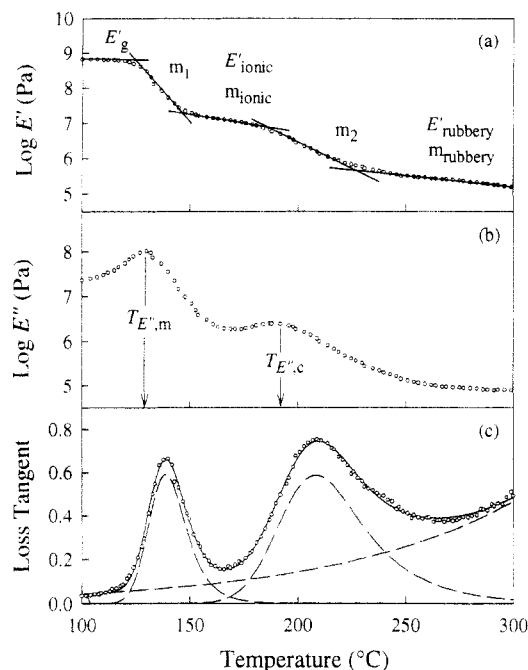 (a)
E'g
m1
E'ionic
mionic
m2
E'rubbery
mrubbery
Log E' (Pa)
10
9
8
7
6
5
(b)
TE'',m
TE'',c
Log E'' (Pa)
8
7
6
5
(c)
Loss Tangent
0.8
0.6
0.4
0.2
0.0
100 150 200 250 300
Temperature (°C)